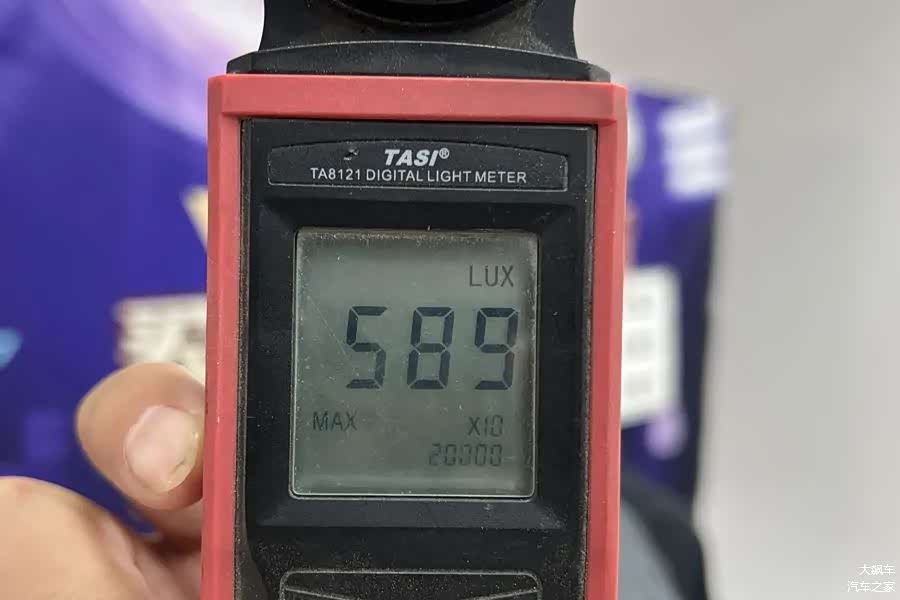 TASI®
TA8121 DIGITAL LIGHT METER
LUX
589
MAX X10
20000
大飙车
汽车之家